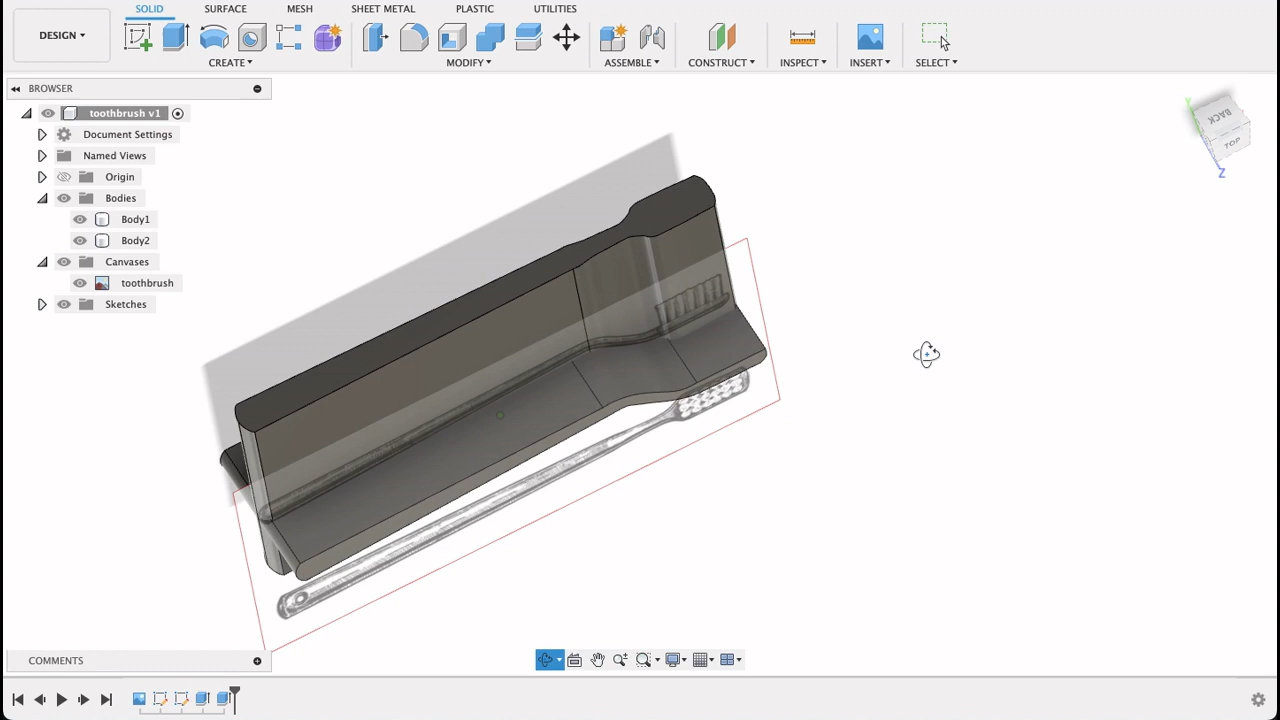 SOLID SURFACE MESH SHEET METAL PLASTIC UTILITIES
DESIGN
CREATE MODIFY ASSEMBLE CONSTRUCT INSPECT INSERT SELECT
BROWSER
toothbrush v1
Document Settings
Named Views
Origin
Bodies
Body1
Body2
Canvases
toothbrush
Sketches
BACK
TOP
Y
Z
COMMENTS